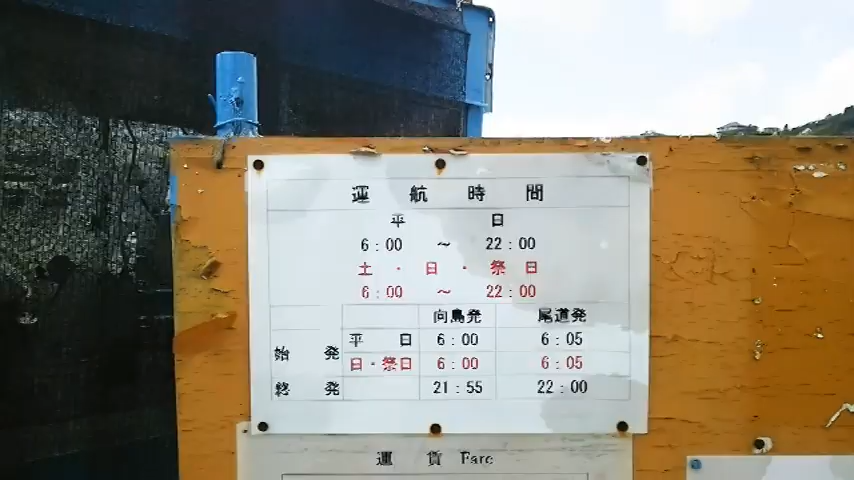 運航時間
平日
6:00 ～ 22:00
土・日・祭日
6:00 ～ 22:00
向島発 尾道発
始発 平日 6:00 6:05
日・祭日 6:00 6:05
終発 21:55 22:00
運賃 Fare